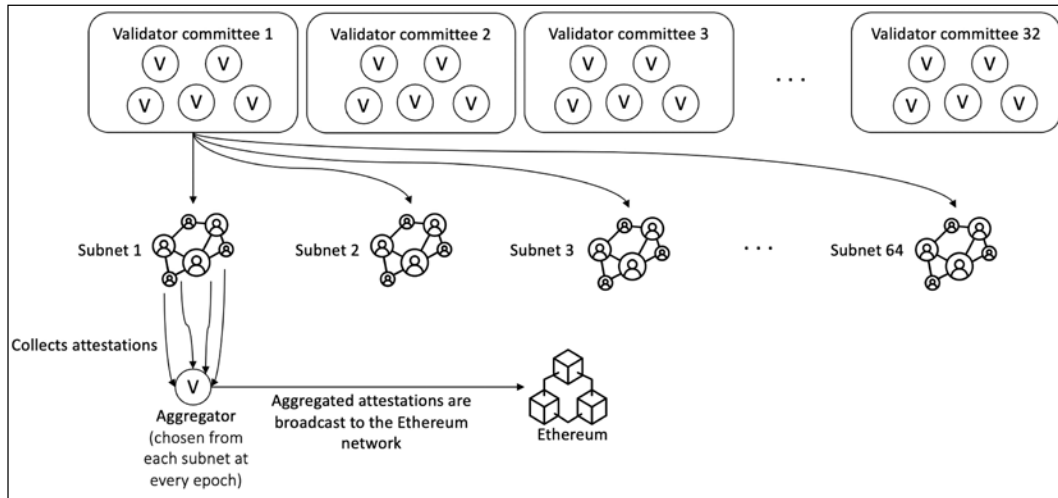 Validator committee 1
V V
V V V
Validator committee 2
V V
V V V
Validator committee 3
V V
V V V
. . .
Validator committee 32
V V
V V V
Subnet 1
Subnet 2
Subnet 3
. . .
Subnet 64
Collects attestations
V
Aggregator
(chosen from
each subnet at
every epoch)
Aggregated attestations are
broadcast to the Ethereum
network
Ethereum